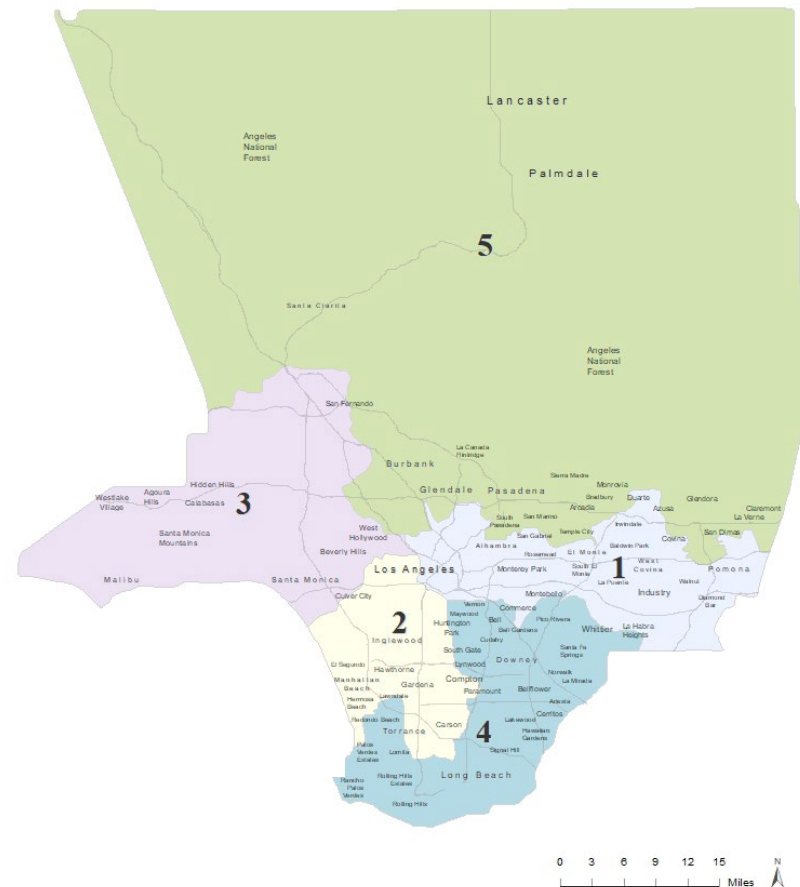 Lancaster
Angeles
National
Forest
Palmdale
5
Santa Clarita
Angeles
National
Forest
San Fernando
La Canada
Flintridge
Burbank
Sierra Madre
Glendale
Pasadena
Monrovia
Hidden Hills
Bradbury
Duarte
Glendora
Westlake
Village
Agoura
Hills
Calabasas
3
Arcadia
Azusa
Claremont
La Verne
South
Pasadena
San Marino
Irwindale
San Dimas
West
Hollywood
San Gabriel
Temple City
Covina
Santa Monica
Mountains
Alhambra
Baldwin Park
Beverly Hills
Rosemead
El Monte
West
Covina
Los Angeles
Monterey Park
South El
Monte
1
Pomona
Malibu
Santa Monica
La Puente
Walnut
Culver City
Montebello
Industry
Diamond
Bar
Vernon
Commerce
Maywood
2
Huntington
Park
Bell
Pico Rivera
Bell Gardens
Whittier
La Habra
Heights
Inglewood
Cudahy
South Gate
Santa Fe
Springs
El Segundo
Lynwood
Downey
Hawthorne
Norwalk
Manhattan
Beach
Gardena
Compton
La Mirada
Hermosa
Beach
Lawndale
Paramount
Bellflower
Artesia
Redondo Beach
Carson
Lakewood
Cerritos
Torrance
4
Hawaiian
Gardens
Palos
Verdes
Estates
Lomita
Signal Hill
Rancho
Palos
Verdes
Rolling Hills
Estates
Long Beach
Rolling Hills
0 3 6 9 12 15
Miles
N